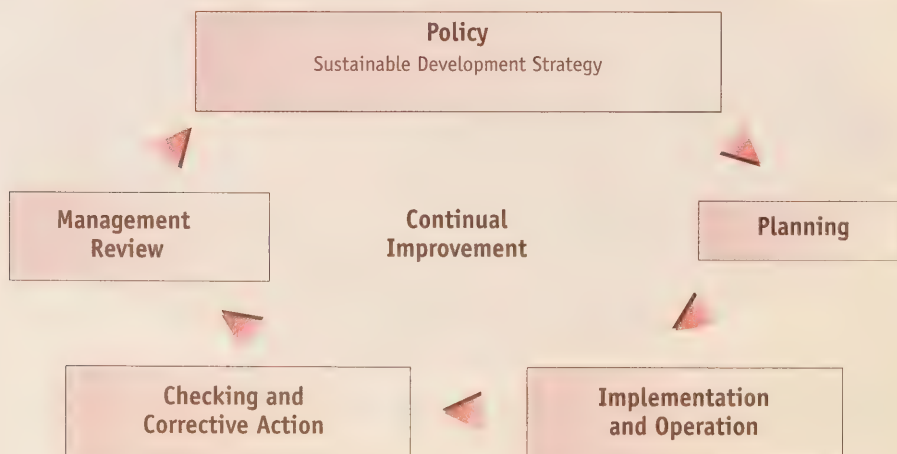 Policy
Sustainable Development Strategy
Management
Review
Continual
Improvement
Planning
Checking and
Corrective Action
Implementation
and Operation